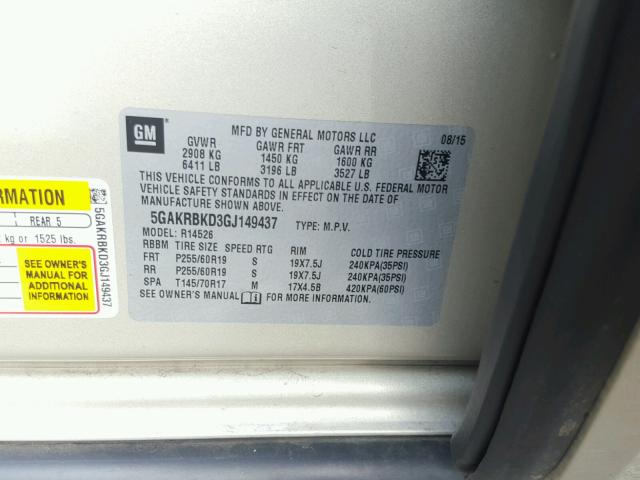 GM
MFD BY GENERAL MOTORS LLC 08/15
GVWR GAWR FRT GAWR RR
2908 KG 1450 KG 1600 KG
6411 LB 3196 LB 3527 LB
THIS VEHICLE CONFORMS TO ALL APPLICABLE U.S. FEDERAL MOTOR
VEHICLE SAFETY STANDARDS IN EFFECT ON THE DATE OF
MANUFACTURE SHOWN ABOVE.
5GAKRBKD3GJ149437 TYPE: M.P.V.
MODEL: R14526
RBBM TIRE SIZE SPEED RTG RIM COLD TIRE PRESSURE
FRT P255/60R19 S 19X7.5J 240KPA(35PSI)
RR P255/60R19 S 19X7.5J 240KPA(35PSI)
SPA T145/70R17 M 17X4.5B 420KPA(60PSI)
SEE OWNER'S MANUAL FOR MORE INFORMATION.
ORMATION
REAR 5
kg or 1525 lbs.
SEE OWNER'S
MANUAL FOR
ADDITIONAL
INFORMATION
5GAKRBKD3GJ149437